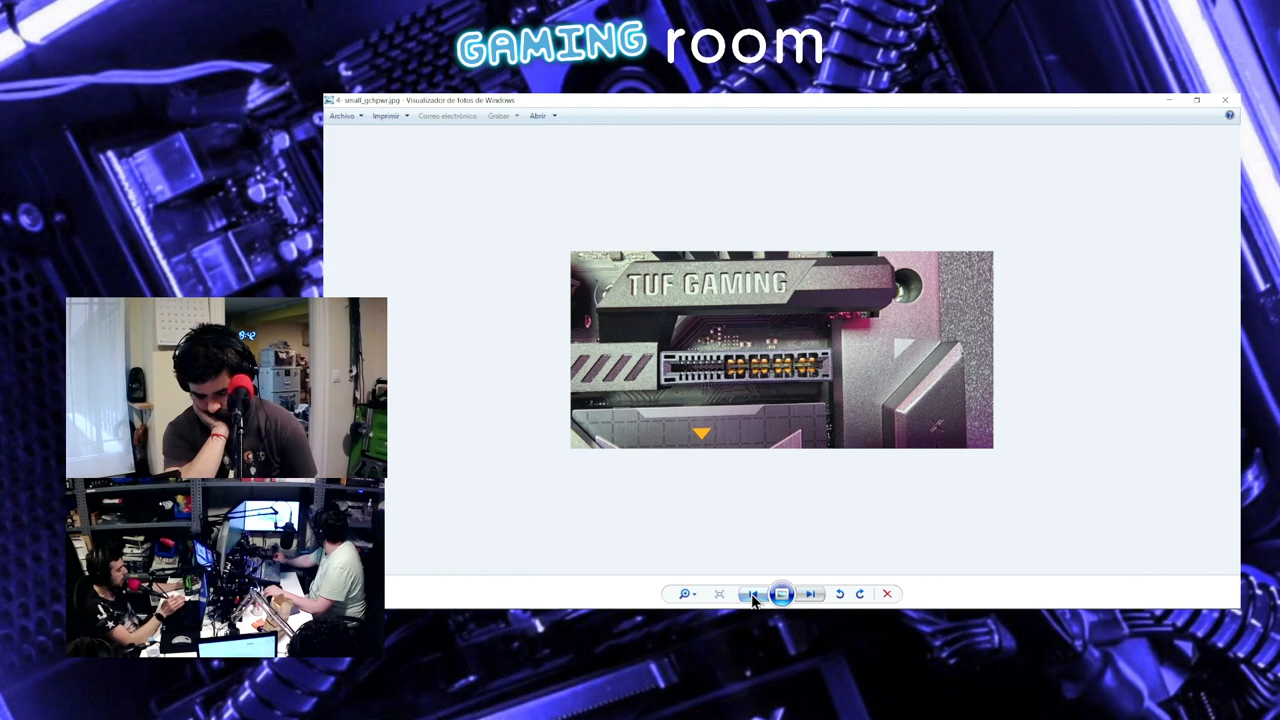 GAMING room
4- small_gchpwr.jpg - Visualizador de fotos de Windows
Archivo Imprimir Correo electrónico Grabar Abrir
TUF GAMING